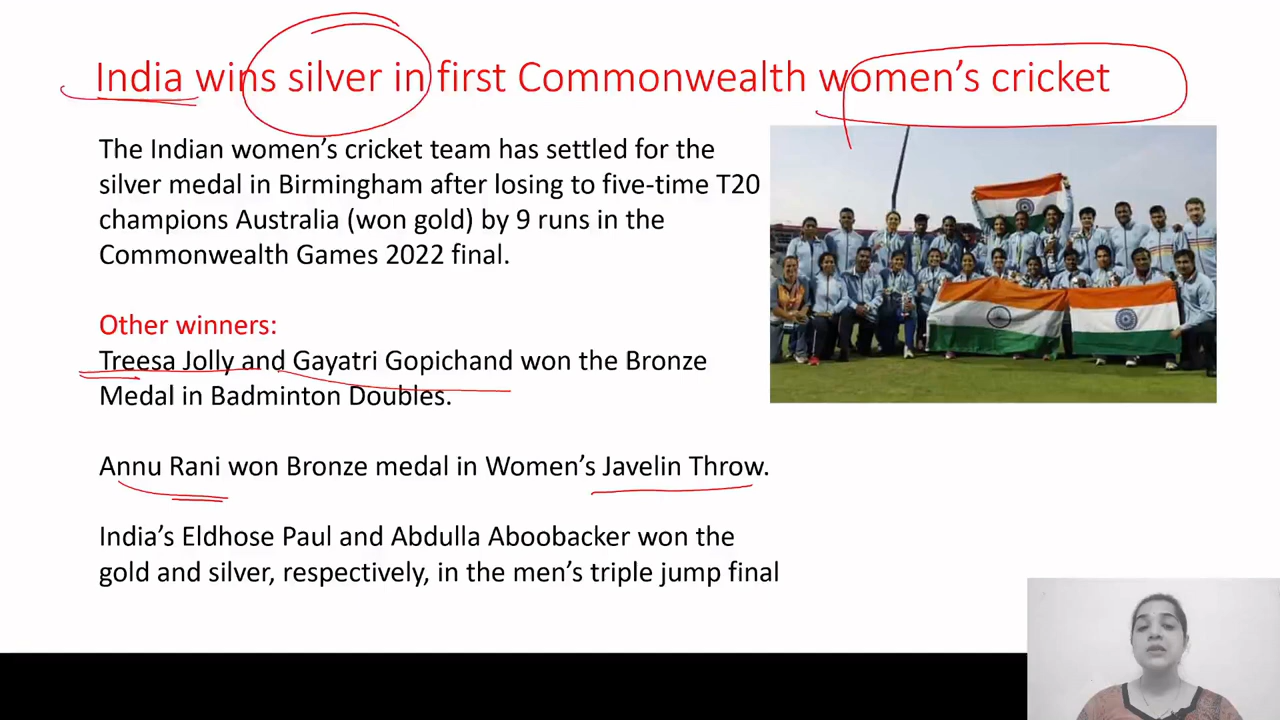 India wins silver in first Commonwealth women’s cricket
The Indian women’s cricket team has settled for the
silver medal in Birmingham after losing to five-time T20
champions Australia (won gold) by 9 runs in the
Commonwealth Games 2022 final.
Other winners:
Treesa Jolly and Gayatri Gopichand won the Bronze
Medal in Badminton Doubles.
Annu Rani won Bronze medal in Women’s Javelin Throw.
India’s Eldhose Paul and Abdulla Aboobacker won the
gold and silver, respectively, in the men’s triple jump final